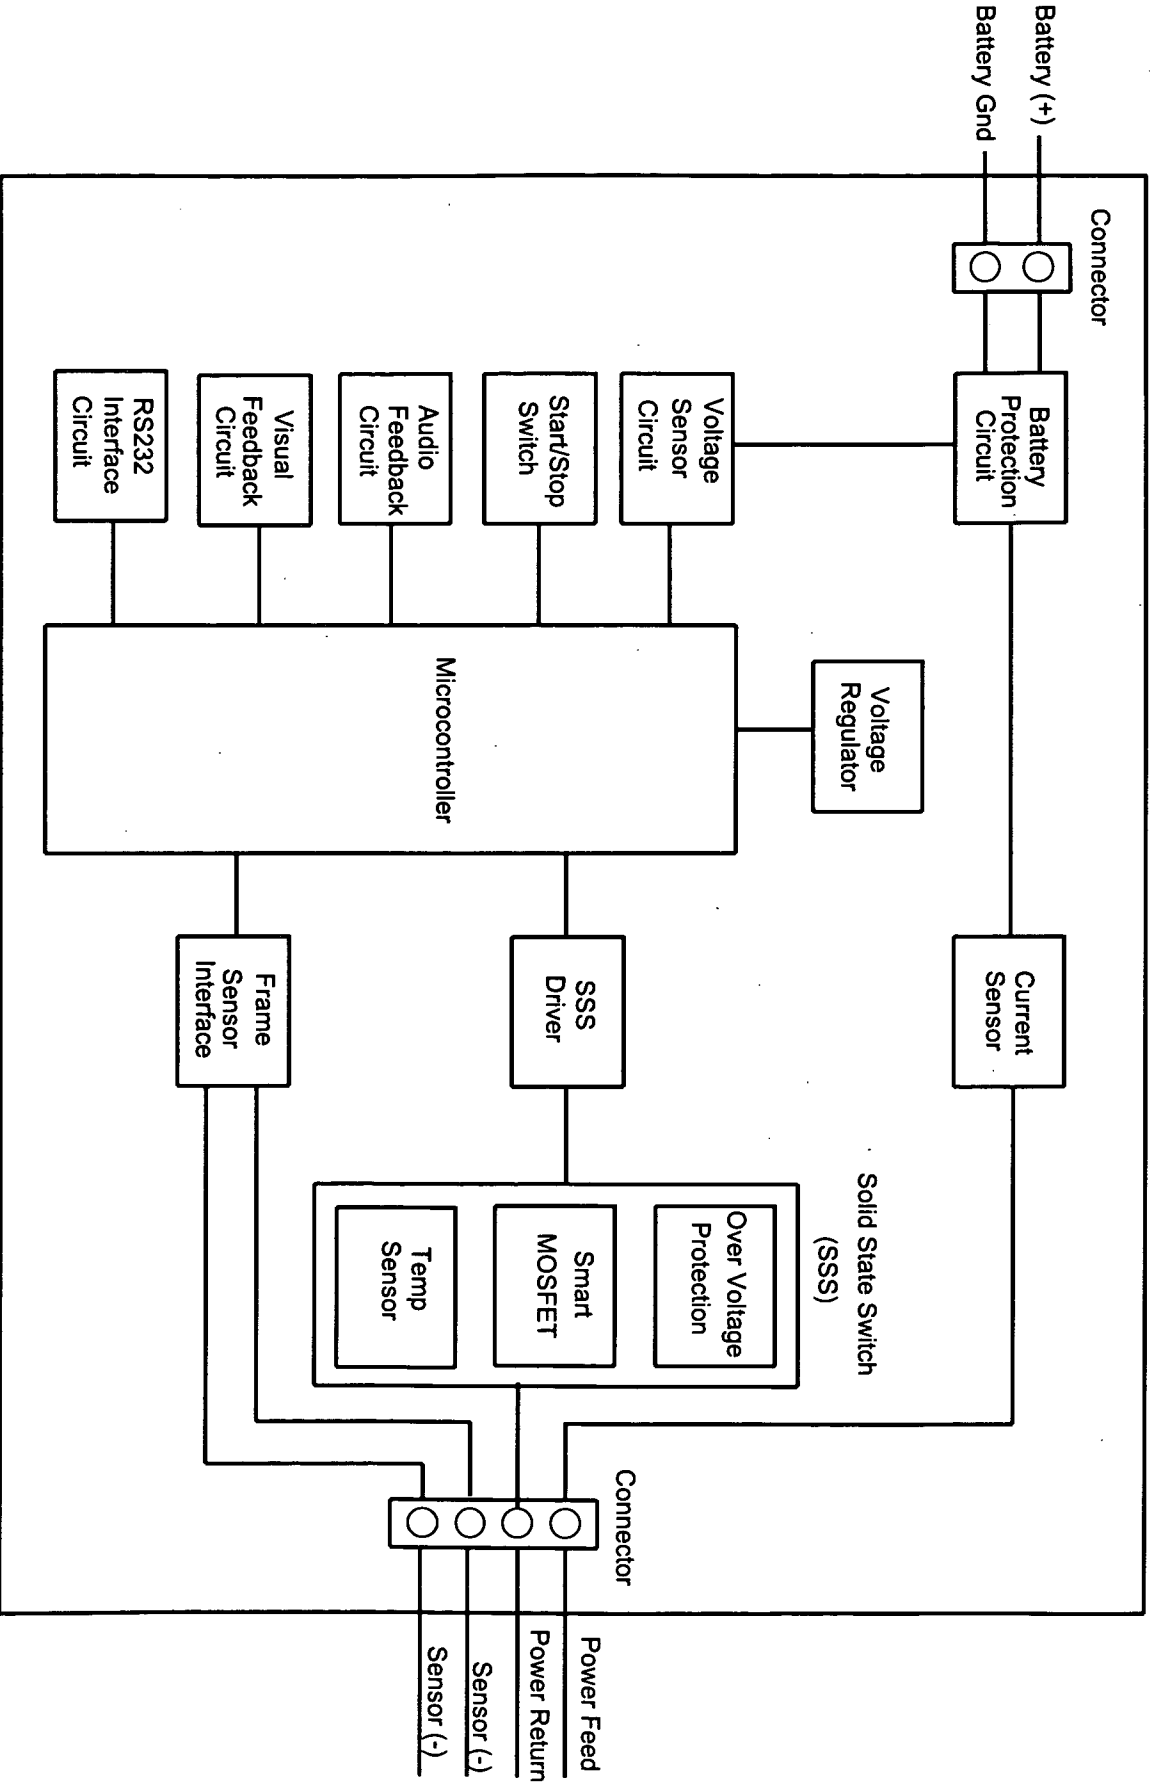 Battery (+)
Battery Gnd
Connector
Battery
Protection
Circuit
Current
Sensor
Voltage
Regulator
Voltage
Sensor
Circuit
Start/Stop
Switch
Audio
Feedback
Circuit
Visual
Feedback
Circuit
RS232
Interface
Circuit
Microcontroller
SSS
Driver
Frame
Sensor
Interface
Solid State Switch
(SSS)
Over Voltage
Protection
Smart
MOSFET
Temp
Sensor
Connector
Power Feed
Power Return
Sensor (-)
Sensor (-)